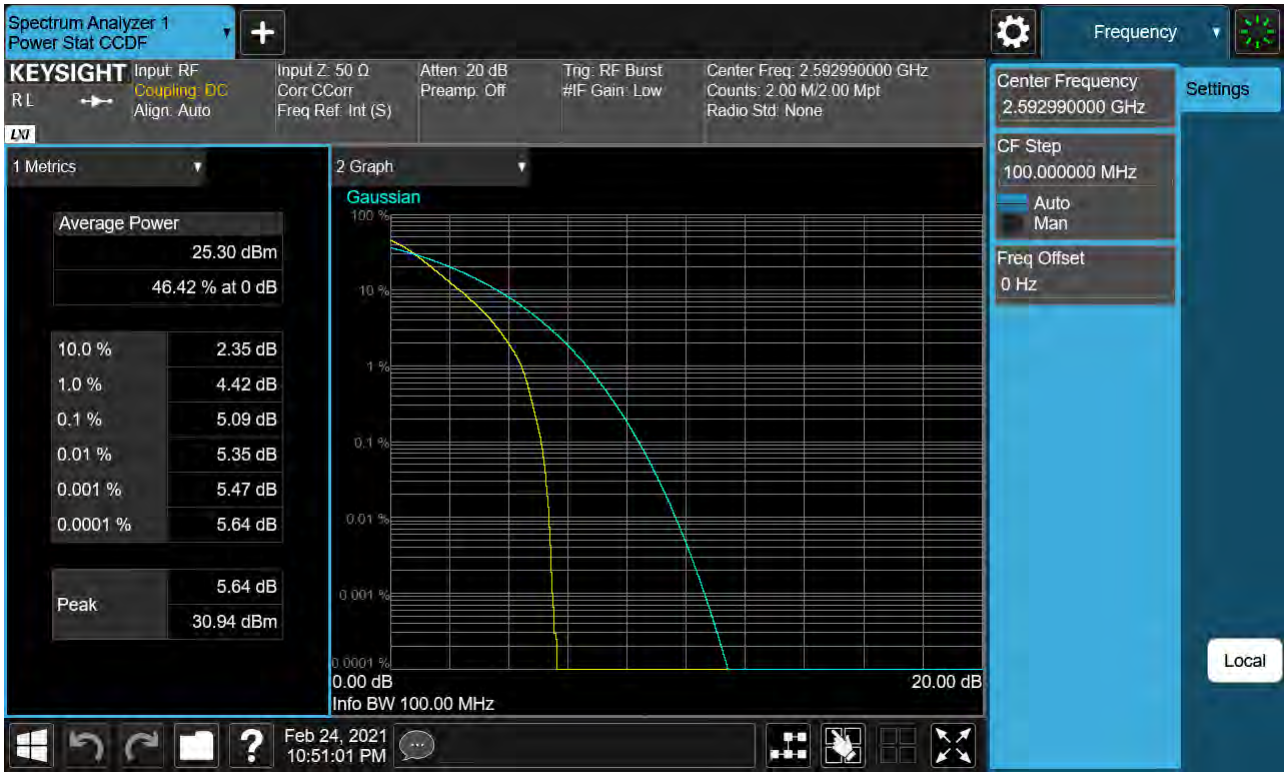 Spectrum Analyzer 1
Power Stat CCDF
+
Frequency
KEYSIGHT
RL
LXI
Input: RF
Coupling: DC
Align: Auto
Input Z: 50 Ω
Corr CCorr
Freq Ref: Int (S)
Atten: 20 dB
Preamp: Off
Trig: RF Burst
#IF Gain: Low
Center Freq: 2.592990000 GHz
Counts: 2.00 M/2.00 Mpt
Radio Std: None
Center Frequency
2.592990000 GHz
Settings
CF Step
100.000000 MHz
Auto
Man
Freq Offset
0 Hz
Local
1 Metrics
Average Power
25.30 dBm
46.42 % at 0 dB
10.0 % 2.35 dB
1.0 % 4.42 dB
0.1 % 5.09 dB
0.01 % 5.35 dB
0.001 % 5.47 dB
0.0001 % 5.64 dB
Peak 5.64 dB
30.94 dBm
2 Graph
Gaussian
100 %
10 %
1 %
0.1 %
0.01 %
0.001 %
0.0001 %
0.00 dB 20.00 dB
Info BW 100.00 MHz
?
Feb 24, 2021
10:51:01 PM